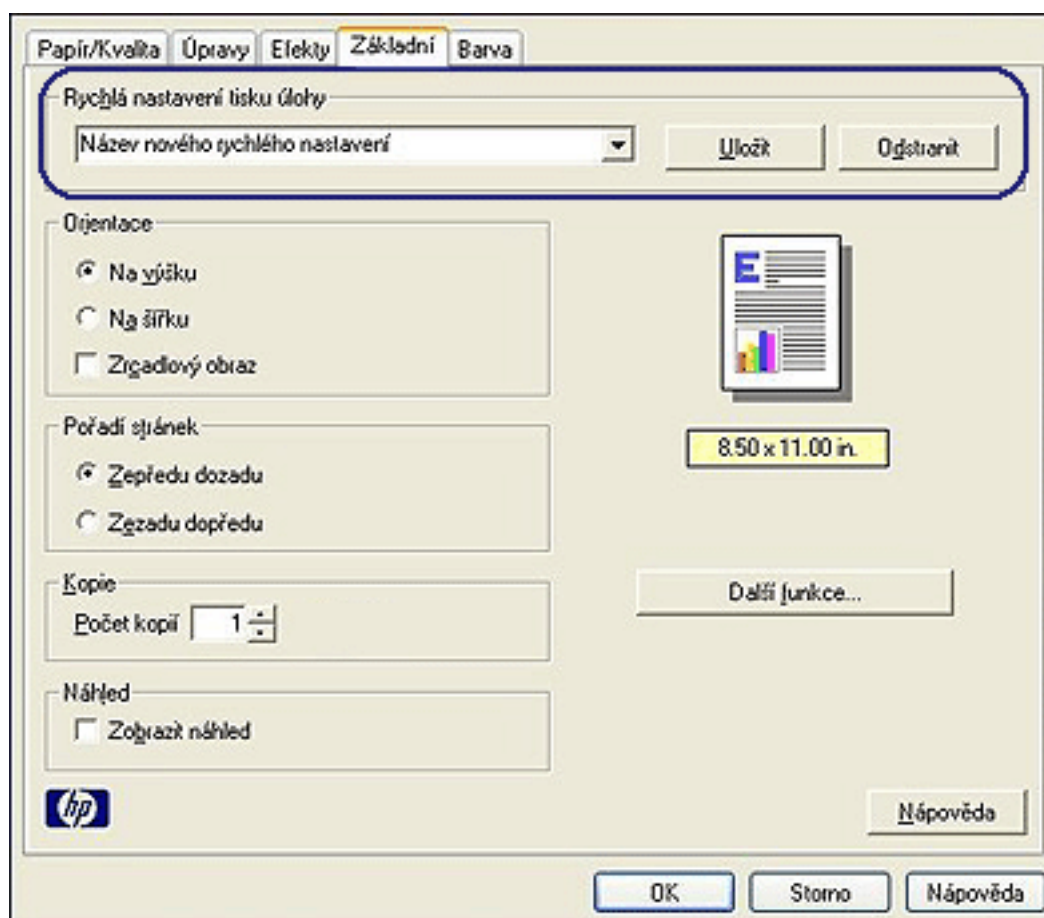 Papír/Kvalita Úpravy Efekty Základní Barva
Rychlá nastavení tisku úlohy
Název nového rychlého nastavení Uložit Odstranit
Orientace
Na výšku
Na šířku
Zrcadlový obraz
E
8.50 x 11.00 in.
Pořadí stránek
Zepředu dozadu
Zezadu dopředu
Kopie
Počet kopií 1
Další funkce...
Náhled
Zobrazit náhled
hp
Nápověda
OK Storno Nápověda